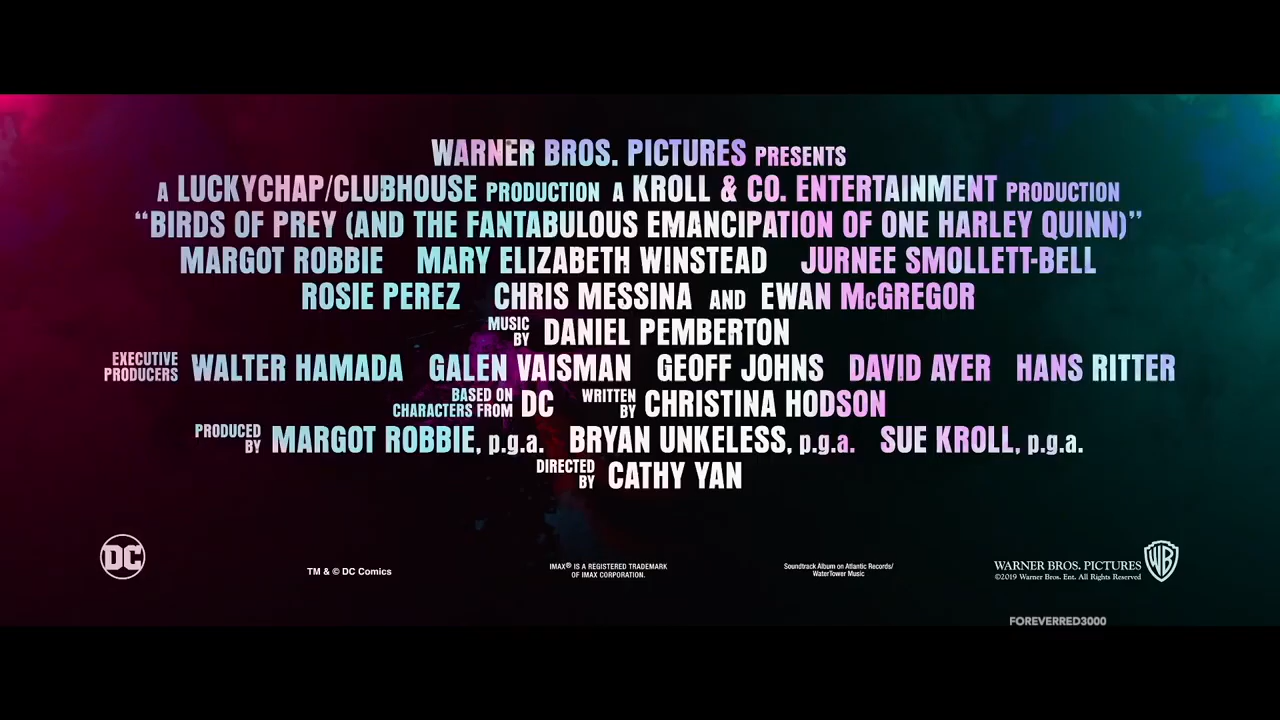 WARNER BROS. PICTURES PRESENTS
A LUCKYCHAP/CLUBHOUSE PRODUCTION A KROLL & CO. ENTERTAINMENT PRODUCTION
“BIRDS OF PREY (AND THE FANTABULOUS EMANCIPATION OF ONE HARLEY QUINN)”
MARGOT ROBBIE MARY ELIZABETH WINSTEAD JURNEE SMOLLETT-BELL
ROSIE PEREZ CHRIS MESSINA AND EWAN McGREGOR
MUSIC BY DANIEL PEMBERTON
EXECUTIVE PRODUCERS WALTER HAMADA GALEN VAISMAN GEOFF JOHNS DAVID AYER HANS RITTER
BASED ON CHARACTERS FROM DC WRITTEN BY CHRISTINA HODSON
PRODUCED BY MARGOT ROBBIE, p.g.a. BRYAN UNKELESS, p.g.a. SUE KROLL, p.g.a.
DIRECTED BY CATHY YAN
DC
TM & © DC Comics
IMAX® IS A REGISTERED TRADEMARK
OF IMAX CORPORATION.
Soundtrack Album on Atlantic Records/
WaterTower Music
WARNER BROS. PICTURES
©2019 Warner Bros. Ent. All Rights Reserved
WB
FOREVERRED3000